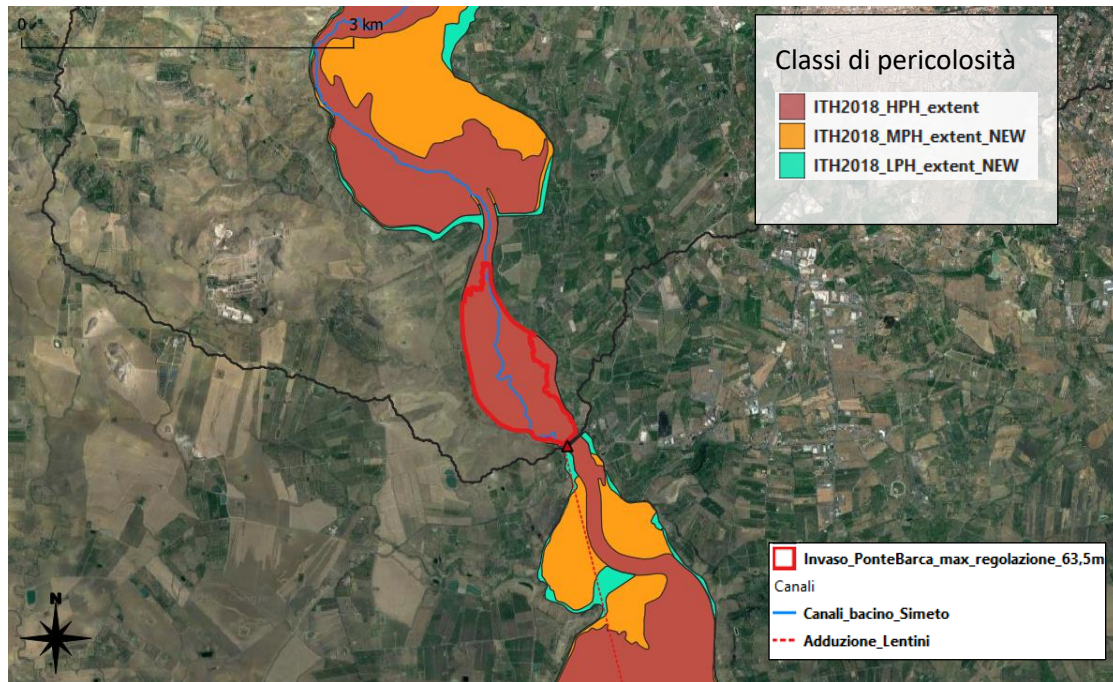 0
3 km
Classi di pericolosità
ITH2018_HPH_extent
ITH2018_MPH_extent_NEW
ITH2018_LPH_extent_NEW
Invaso_PonteBarca_max_regolazione_63,5m
Canali
Canali_bacino_Simeto
Adduzione_Lentini
N